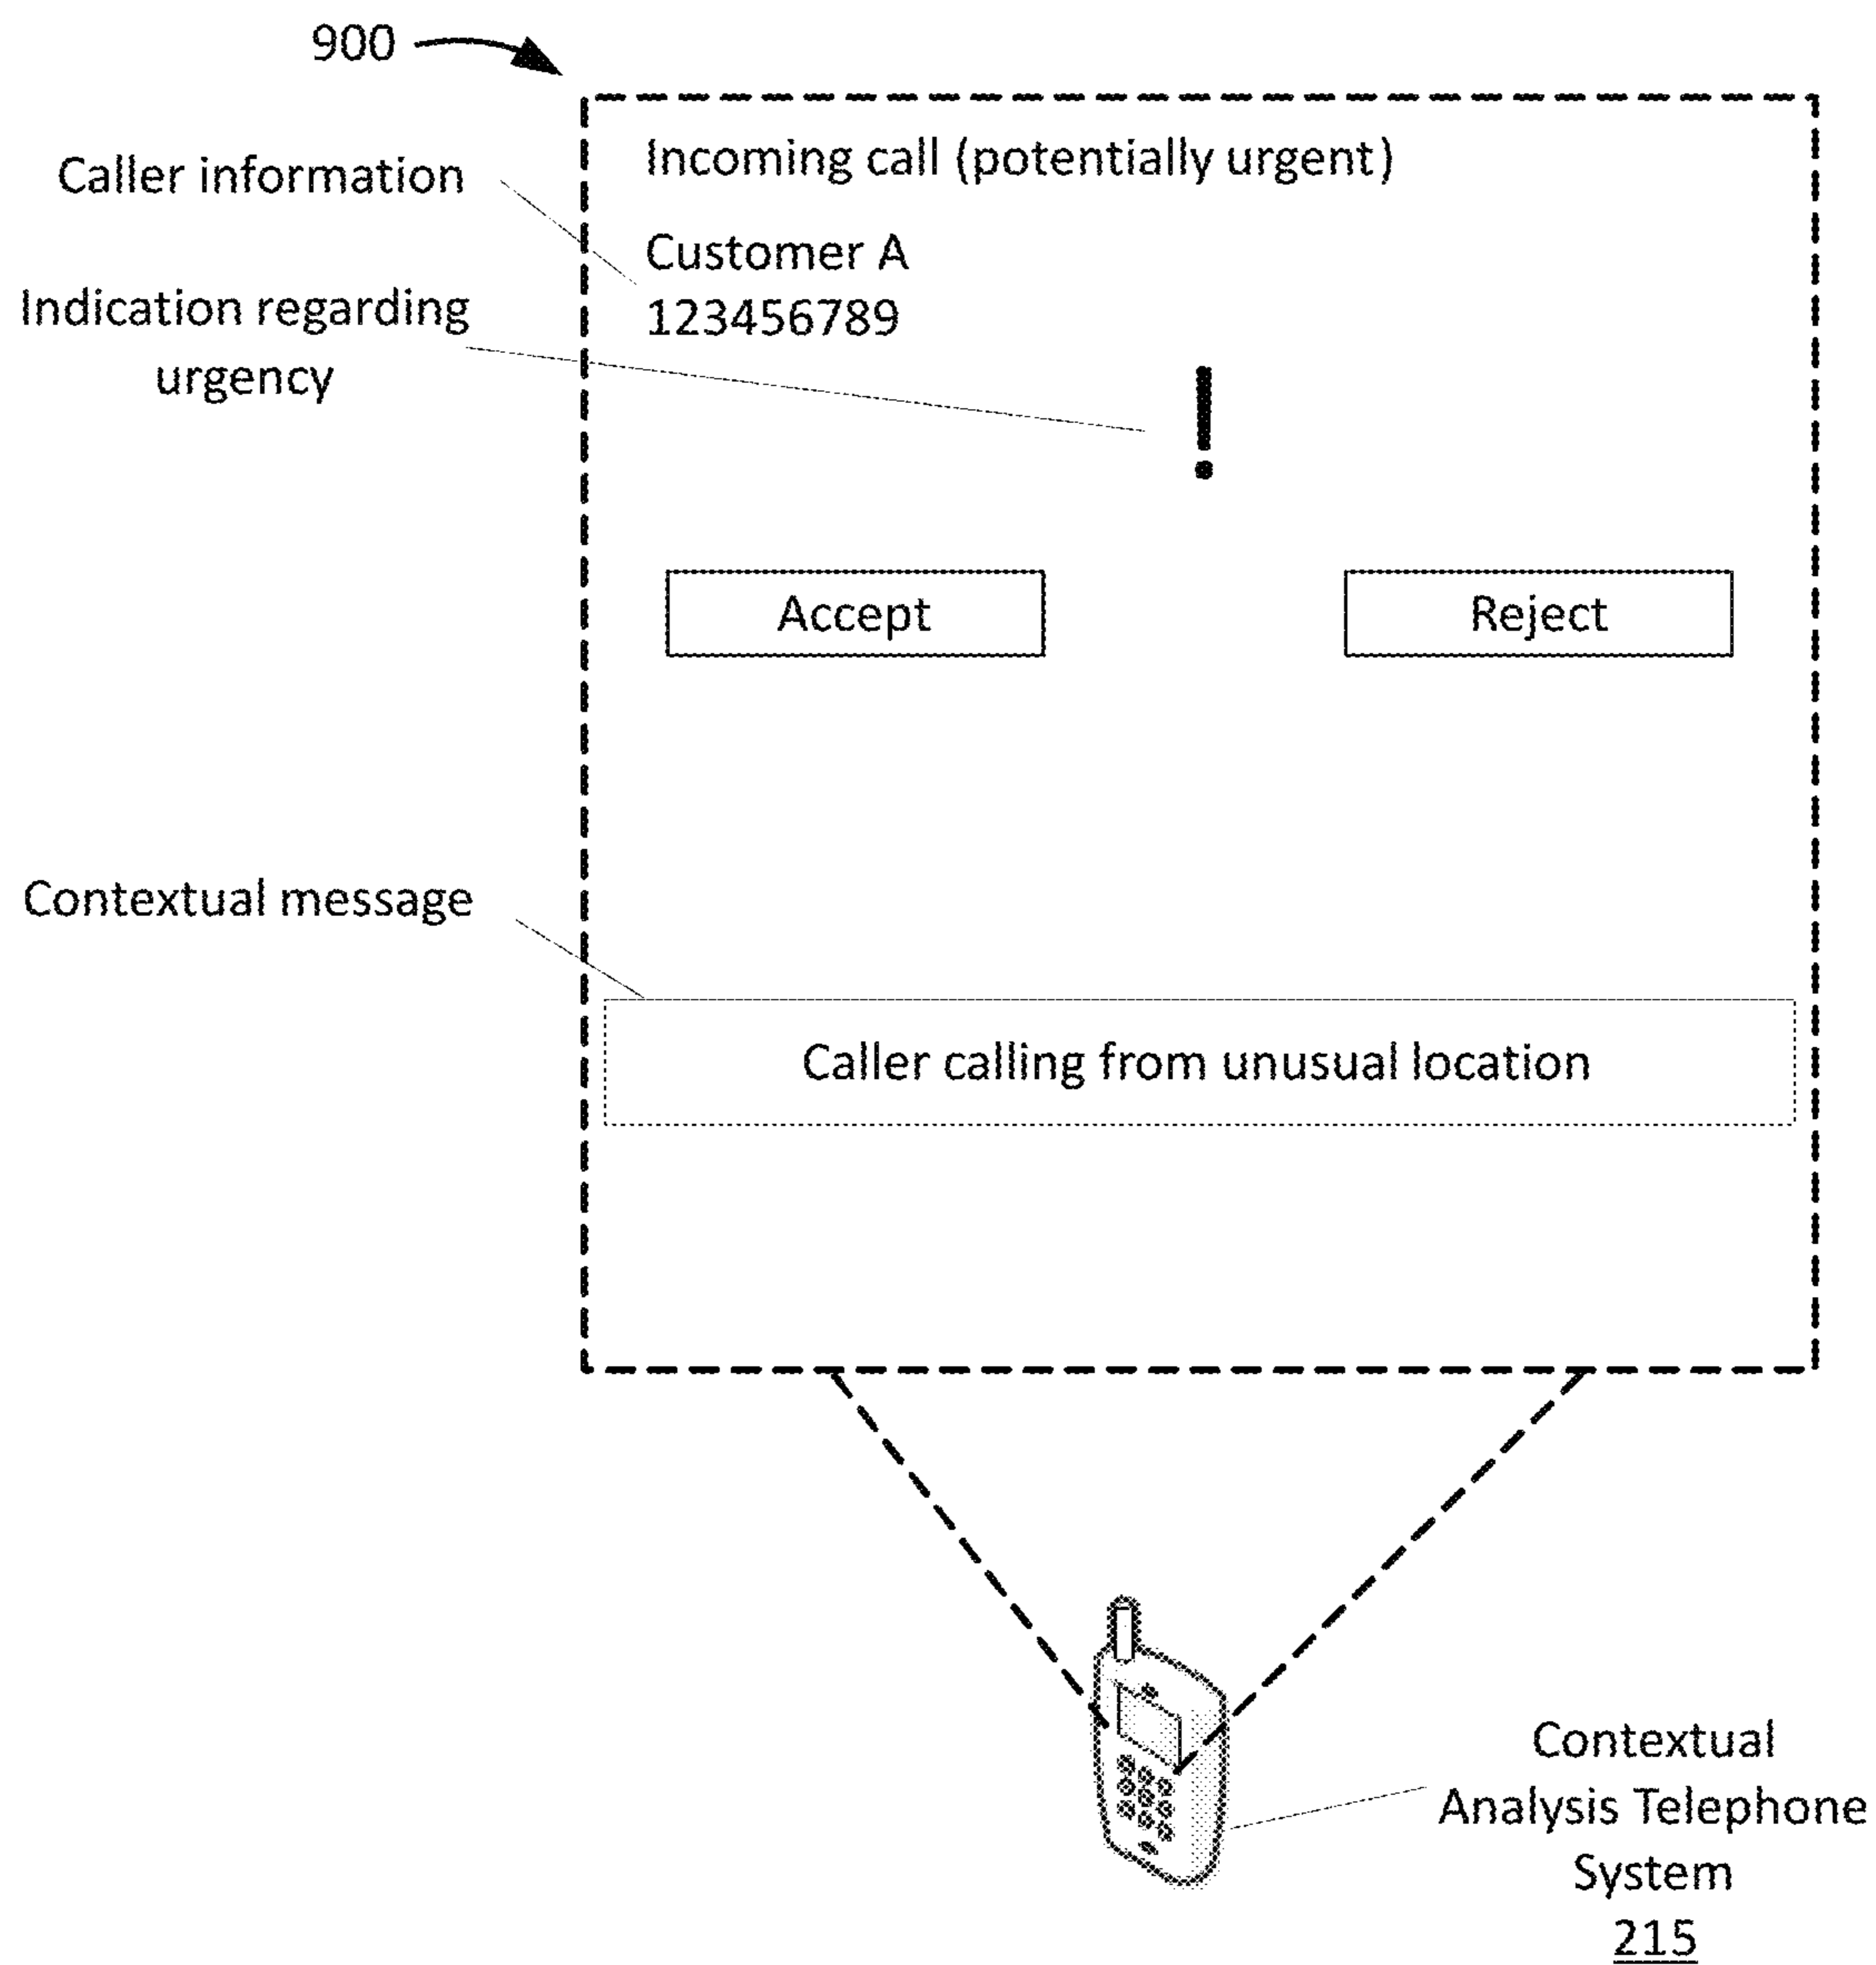 900
Caller information
Incoming call (potentially urgent)
Customer A
123456789
Indication regarding
urgency
!
Accept
Reject
Contextual message
Caller calling from unusual location
Contextual
Analysis Telephone
System
215